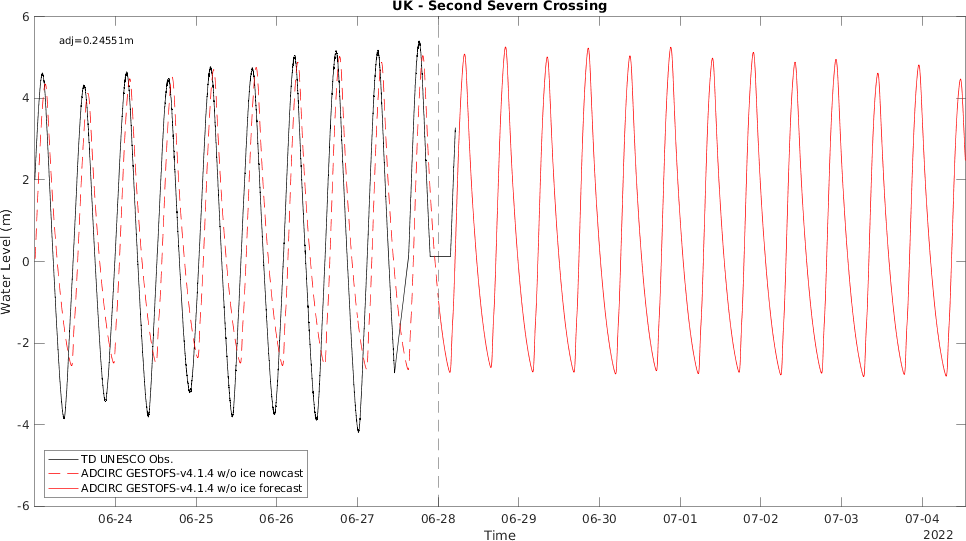 UK - Second Severn Crossing
adj=0.24551m
6
4
2
0
-2
-4
-6
Water Level (m)
TD UNESCO Obs.
ADCIRC GESTOFS-v4.1.4 w/o ice nowcast
ADCIRC GESTOFS-v4.1.4 w/o ice forecast
06-24 06-25 06-26 06-27 06-28 06-29 06-30 07-01 07-02 07-03 07-04
Time
2022